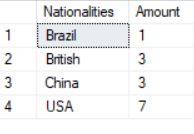 Nationalities Amount
1 Brazil 1
2 British 3
3 China 3
4 USA 7